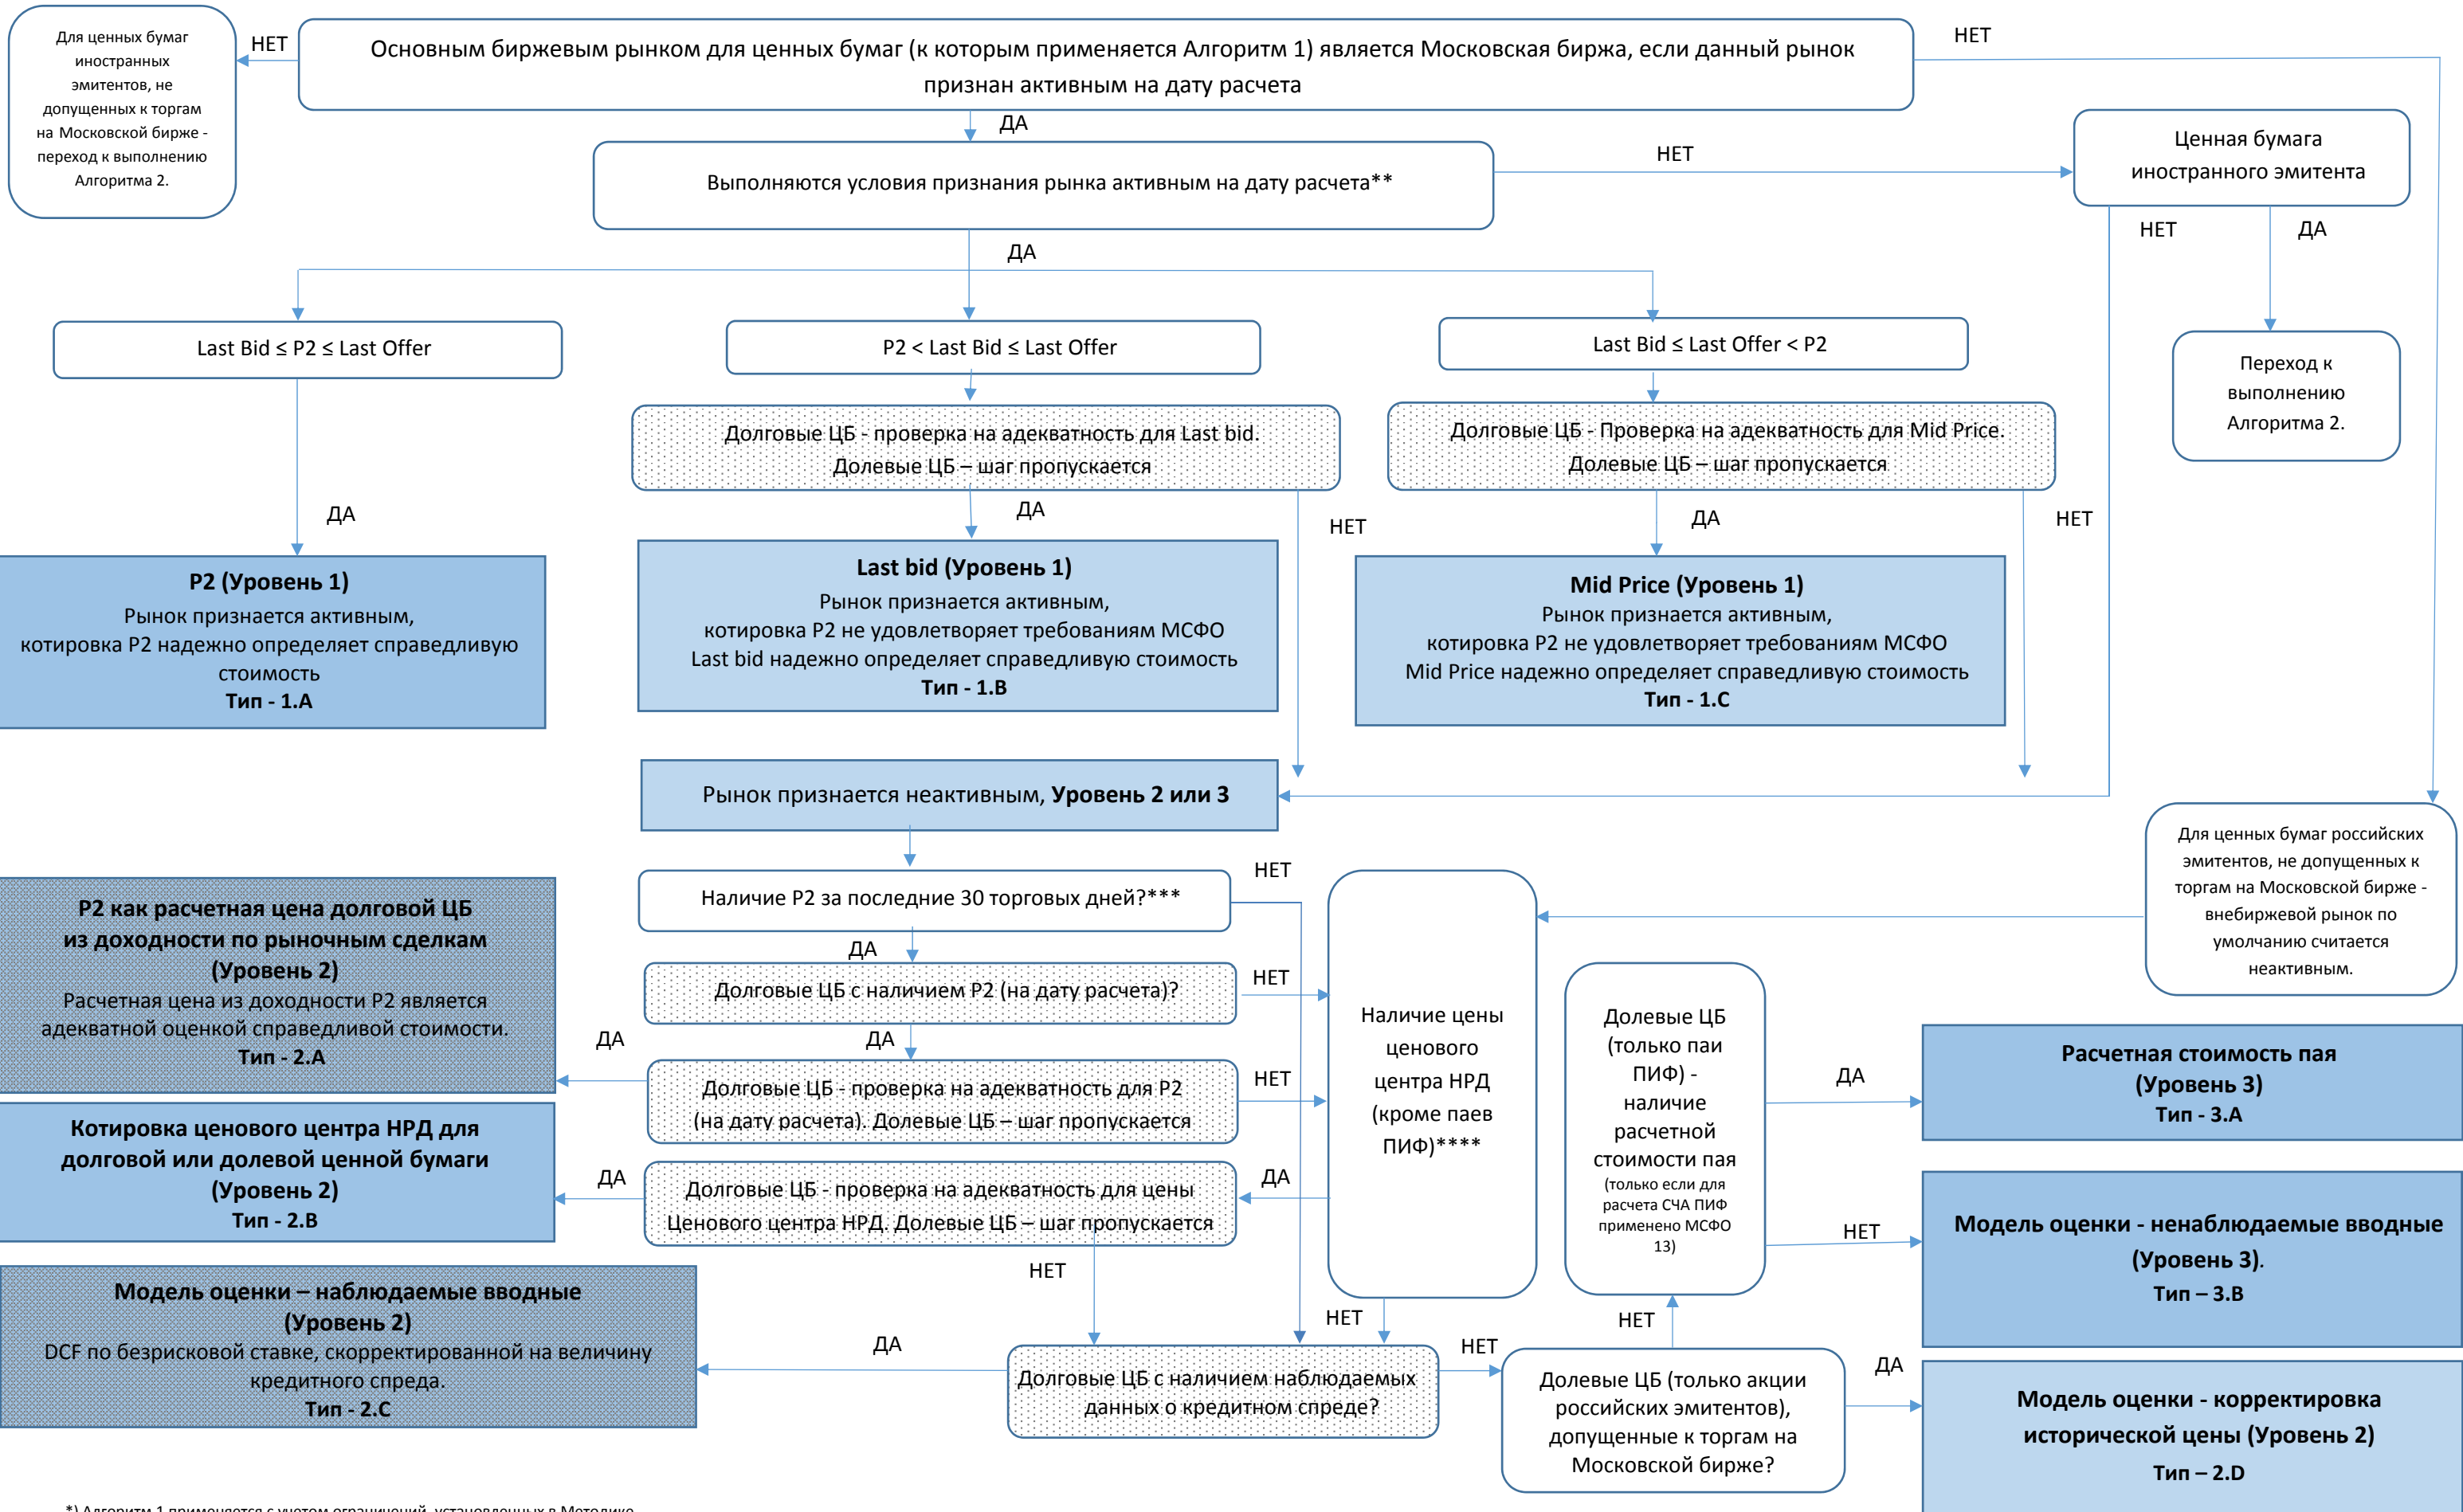 Для ценных бумаг
иностранных
эмитентов, не
допущенных к торгам
на Московской бирже -
переход к выполнению
Алгоритма 2.
НЕТ
Основным биржевым рынком для ценных бумаг (к которым применяется Алгоритм 1) является Московская биржа, если данный рынок
признан активным на дату расчета
НЕТ
ДА
Выполняются условия признания рынка активным на дату расчета**
НЕТ
Ценная бумага
иностранного эмитента
НЕТ
ДА
ДА
Last Bid ≤ P2 ≤ Last Offer
P2 < Last Bid ≤ Last Offer
Last Bid ≤ Last Offer < P2
Переход к
выполнению
Алгоритма 2.
Долговые ЦБ - проверка на адекватность для Last bid.
Долевые ЦБ – шаг пропускается
Долговые ЦБ - Проверка на адекватность для Mid Price.
Долевые ЦБ – шаг пропускается
ДА
ДА
НЕТ
ДА
НЕТ
P2 (Уровень 1)
Рынок признается активным,
котировка P2 надежно определяет справедливую
стоимость
Тип - 1.A
Last bid (Уровень 1)
Рынок признается активным,
котировка P2 не удовлетворяет требованиям МСФО
Last bid надежно определяет справедливую стоимость
Тип - 1.B
Mid Price (Уровень 1)
Рынок признается активным,
котировка P2 не удовлетворяет требованиям МСФО
Mid Price надежно определяет справедливую стоимость
Тип - 1.C
Рынок признается неактивным, Уровень 2 или 3
Для ценных бумаг российских
эмитентов, не допущенных к
торгам на Московской бирже -
внебиржевой рынок по
умолчанию считается
неактивным.
Наличие P2 за последние 30 торговых дней?***
НЕТ
ДА
P2 как расчетная цена долговой ЦБ
из доходности по рыночным сделкам
(Уровень 2)
Расчетная цена из доходности P2 является
адекватной оценкой справедливой стоимости.
Тип - 2.A
Долговые ЦБ с наличием P2 (на дату расчета)?
НЕТ
ДА
ДА
Долговые ЦБ - проверка на адекватность для P2
(на дату расчета). Долевые ЦБ – шаг пропускается
НЕТ
Наличие цены
ценового
центра НРД
(кроме паев
ПИФ)****
Долевые ЦБ
(только паи
ПИФ) -
наличие
расчетной
стоимости пая
(только если для
расчета СЧА ПИФ
применено МСФО
13)
ДА
Расчетная стоимость пая
(Уровень 3)
Тип - 3.A
Котировка ценового центра НРД для
долговой или долевой ценной бумаги
(Уровень 2)
Тип - 2.B
ДА
Долговые ЦБ - проверка на адекватность для цены
Ценового центра НРД. Долевые ЦБ – шаг пропускается
ДА
НЕТ
Модель оценки - ненаблюдаемые вводные
(Уровень 3).
Тип – 3.B
НЕТ
НЕТ
НЕТ
Модель оценки – наблюдаемые вводные
(Уровень 2)
DCF по безрисковой ставке, скорректированной на величину
кредитного спреда.
Тип - 2.C
ДА
Долговые ЦБ с наличием наблюдаемых
данных о кредитном спреде?
НЕТ
Долевые ЦБ (только акции
российских эмитентов),
допущенные к торгам на
Московской бирже?
ДА
Модель оценки - корректировка
исторической цены (Уровень 2)
Тип – 2.D
*) Алгоритм 1 применяется с учетом ограничений, установленных в Методике